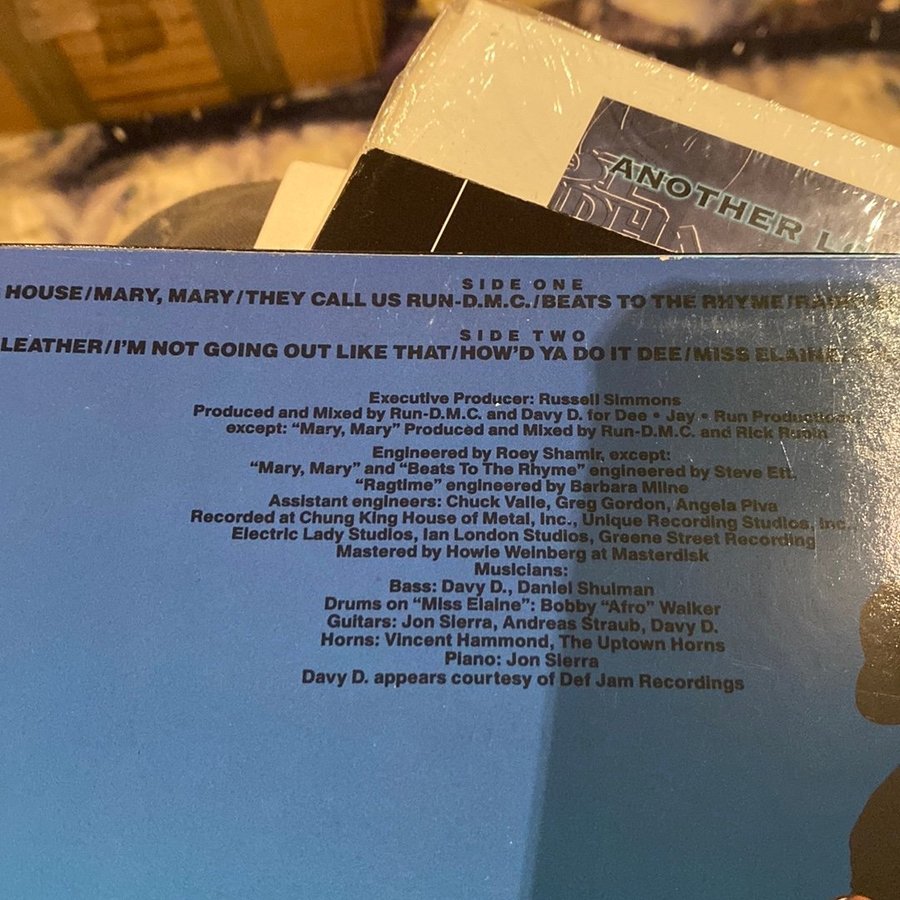 ANOTHER
SIDE ONE
HOUSE/MARY, MARY/THEY CALL US RUN-D.M.C./BEATS TO THE RHYME/
SIDE TWO
LEATHER/I'M NOT GOING OUT LIKE THAT/HOW'D YA DO IT DEE/MISS ELAINE
Executive Producer: Russell Simmons
Produced and Mixed by Run-D.M.C. and Davy D. for Dee • Jay • Run Productions
except: "Mary, Mary" Produced and Mixed by Run-D.M.C. and Rick Rubin
Engineered by Roey Shamir, except:
"Mary, Mary" and "Beats To The Rhyme" engineered by Steve Ett.
"Ragtime" engineered by Barbara Milne
Assistant engineers: Chuck Valle, Greg Gordon, Angela Piva
Recorded at Chung King House of Metal, Inc., Unique Recording Studios, Inc.,
Electric Lady Studios, Ian London Studios, Greene Street Recording
Mastered by Howie Weinberg at Masterdisk
Musicians:
Bass: Davy D., Daniel Shulman
Drums on "Miss Elaine": Bobby "Afro" Walker
Guitars: Jon Sierra, Andreas Straub, Davy D.
Horns: Vincent Hammond, The Uptown Horns
Piano: Jon Sierra
Davy D. appears courtesy of Def Jam Recordings